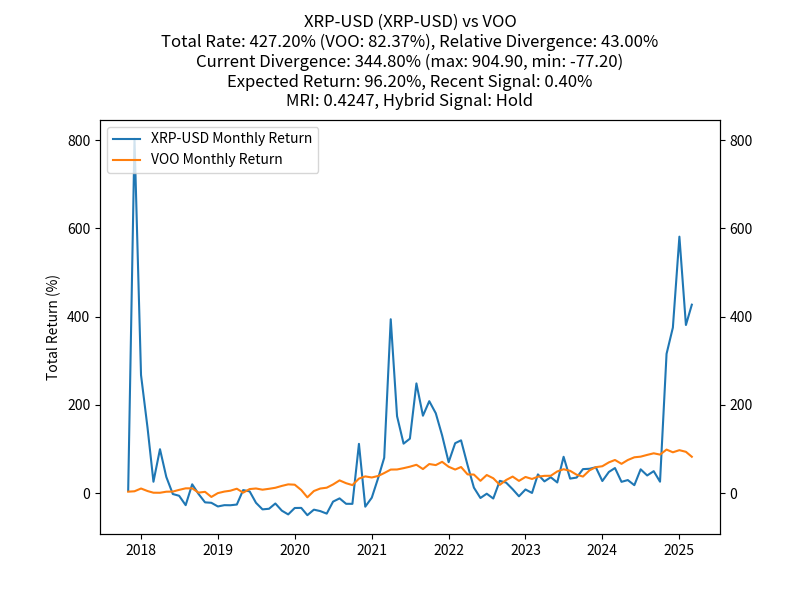 XRP-USD (XRP-USD) vs VOO
Total Rate: 427.20% (VOO: 82.37%), Relative Divergence: 43.00%
Current Divergence: 344.80% (max: 904.90, min: -77.20)
Expected Return: 96.20%, Recent Signal: 0.40%
MRI: 0.4247, Hybrid Signal: Hold
XRP-USD Monthly Return
VOO Monthly Return
Total Return (%)
800
600
400
200
0
800
600
400
200
0
2018 2019 2020 2021 2022 2023 2024 2025